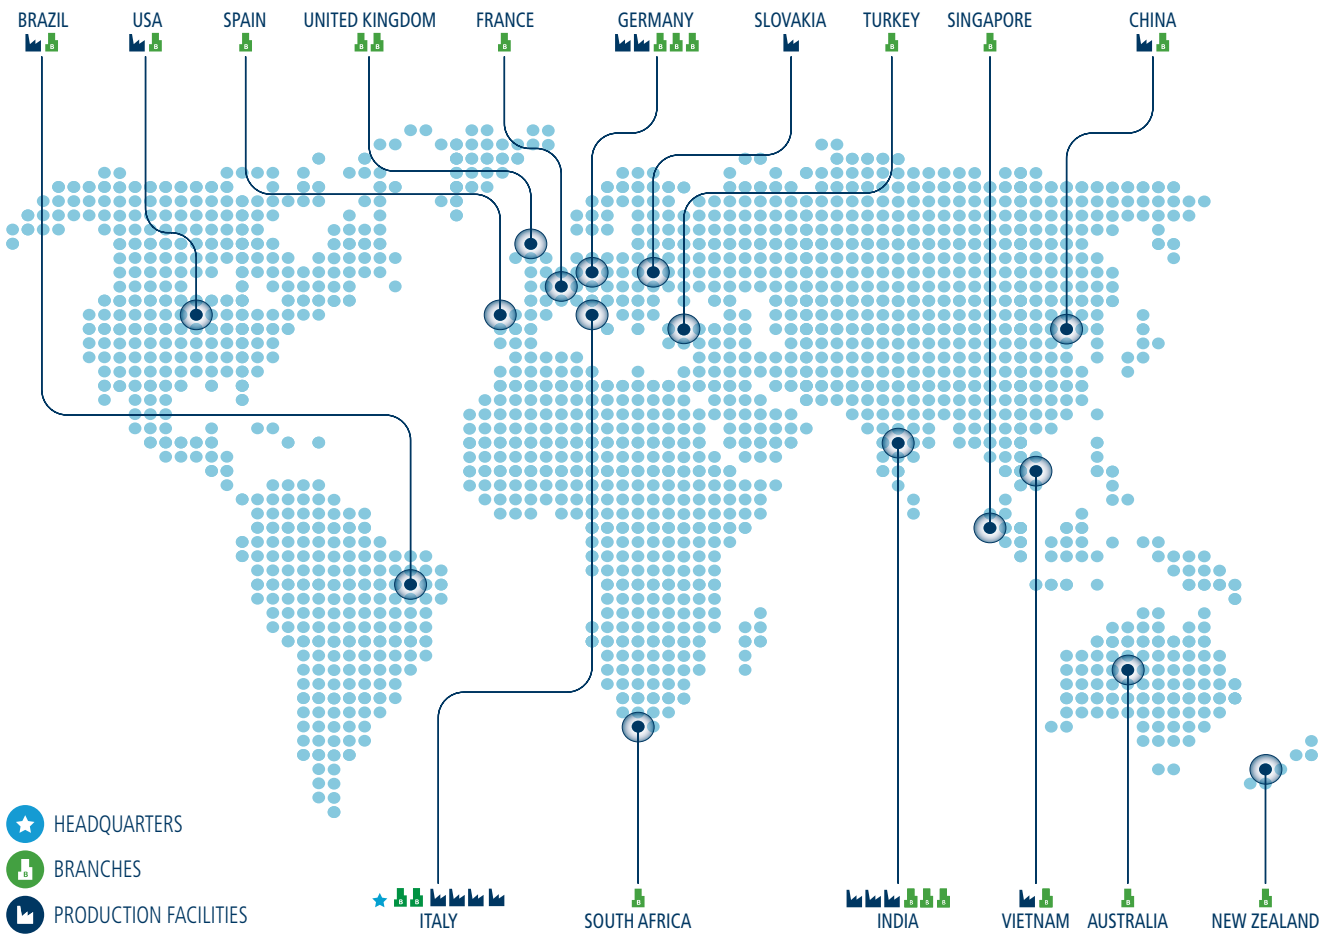 BRAZIL USA SPAIN UNITED KINGDOM FRANCE GERMANY SLOVAKIA TURKEY SINGAPORE CHINA
B B B B B B B B B B B B B
HEADQUARTERS
B BRANCHES
PRODUCTION FACILITIES
B B B B B B B B B
ITALY SOUTH AFRICA INDIA VIETNAM AUSTRALIA NEW ZEALAND